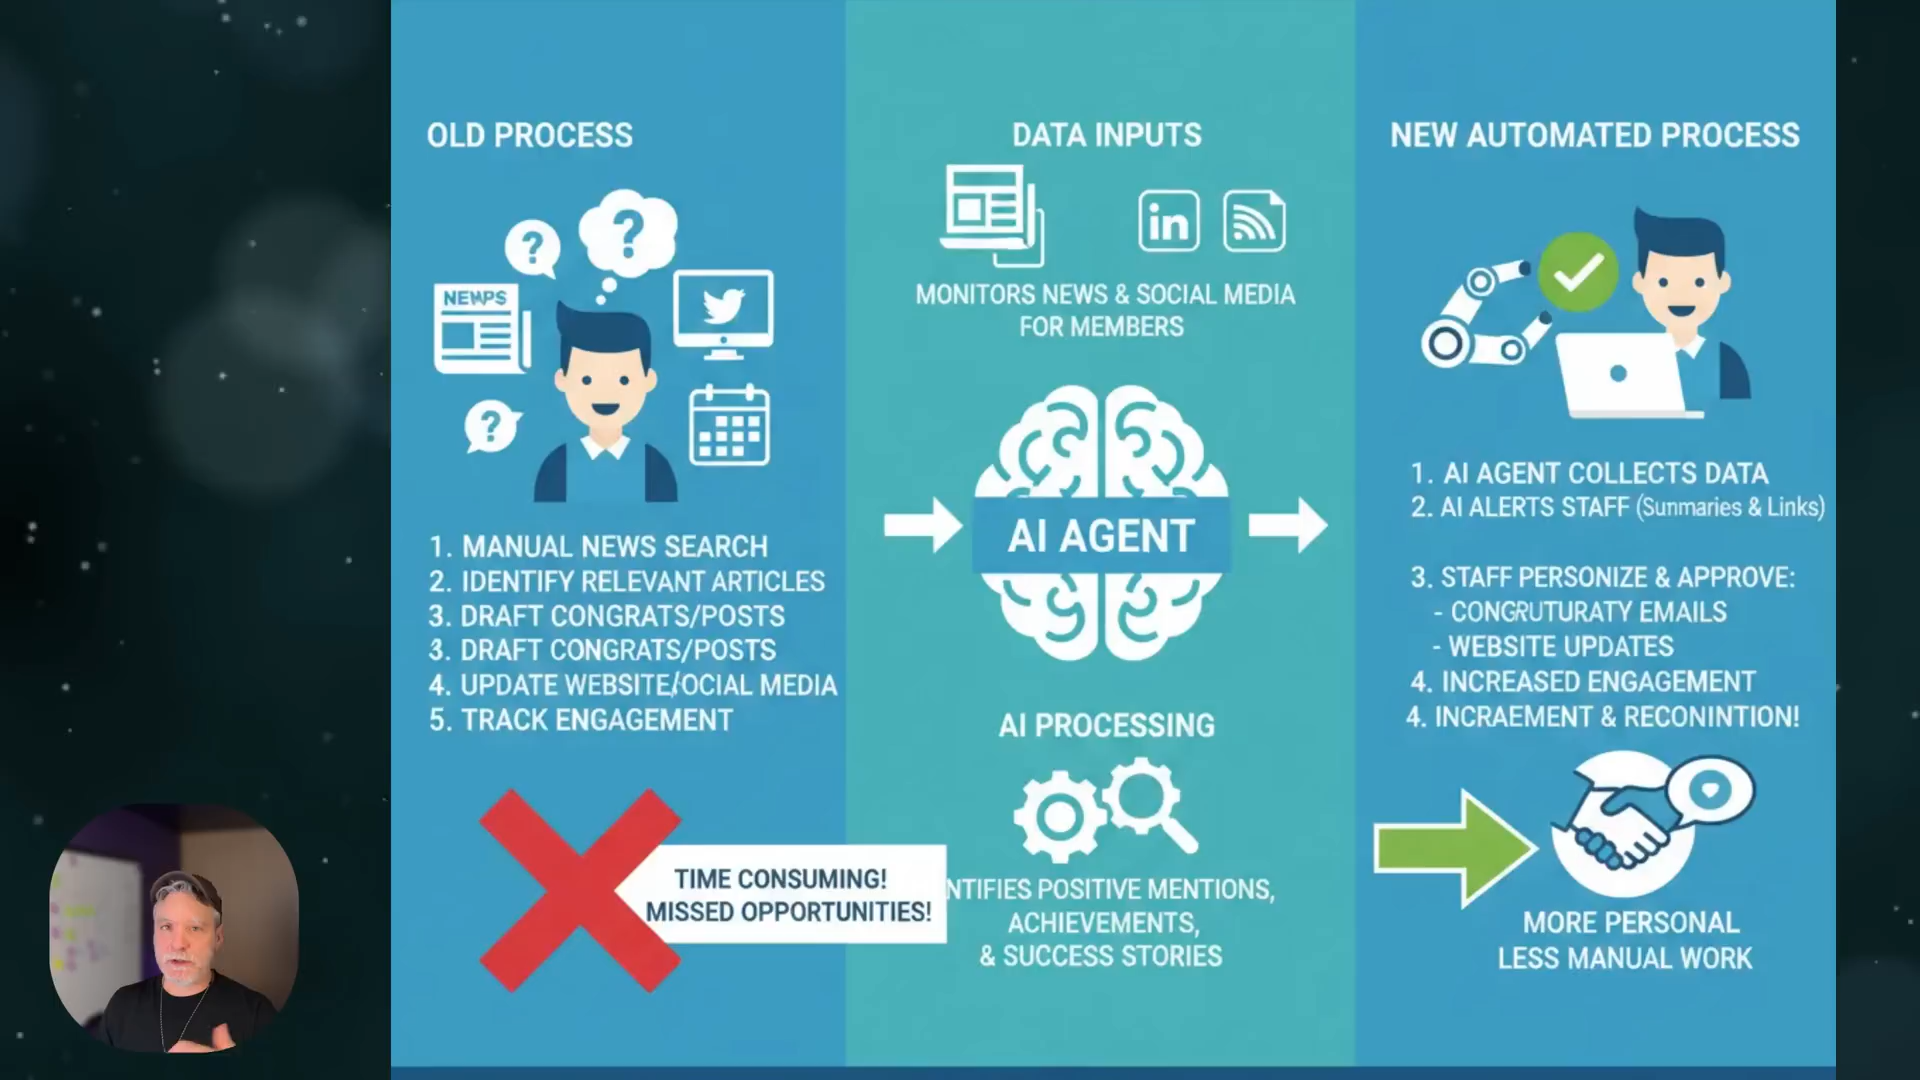 OLD PROCESS
?
?
NEWPS
?
1. MANUAL NEWS SEARCH
2. IDENTIFY RELEVANT ARTICLES
3. DRAFT CONGRATS/POSTS
3. DRAFT CONGRATS/POSTS
4. UPDATE WEBSITE/OCIAL MEDIA
5. TRACK ENGAGEMENT
TIME CONSUMING!
MISSED OPPORTUNITIES!
DATA INPUTS
in
MONITORS NEWS & SOCIAL MEDIA
FOR MEMBERS
AI AGENT
AI PROCESSING
NTIFIES POSITIVE MENTIONS,
ACHIEVEMENTS,
& SUCCESS STORIES
NEW AUTOMATED PROCESS
1. AI AGENT COLLECTS DATA
2. AI ALERTS STAFF (Summaries & Links)
3. STAFF PERSONIZE & APPROVE:
- CONGRUTURATY EMAILS
- WEBSITE UPDATES
4. INCREASED ENGAGEMENT
4. INCRAEMENT & RECONINTION!
MORE PERSONAL
LESS MANUAL WORK